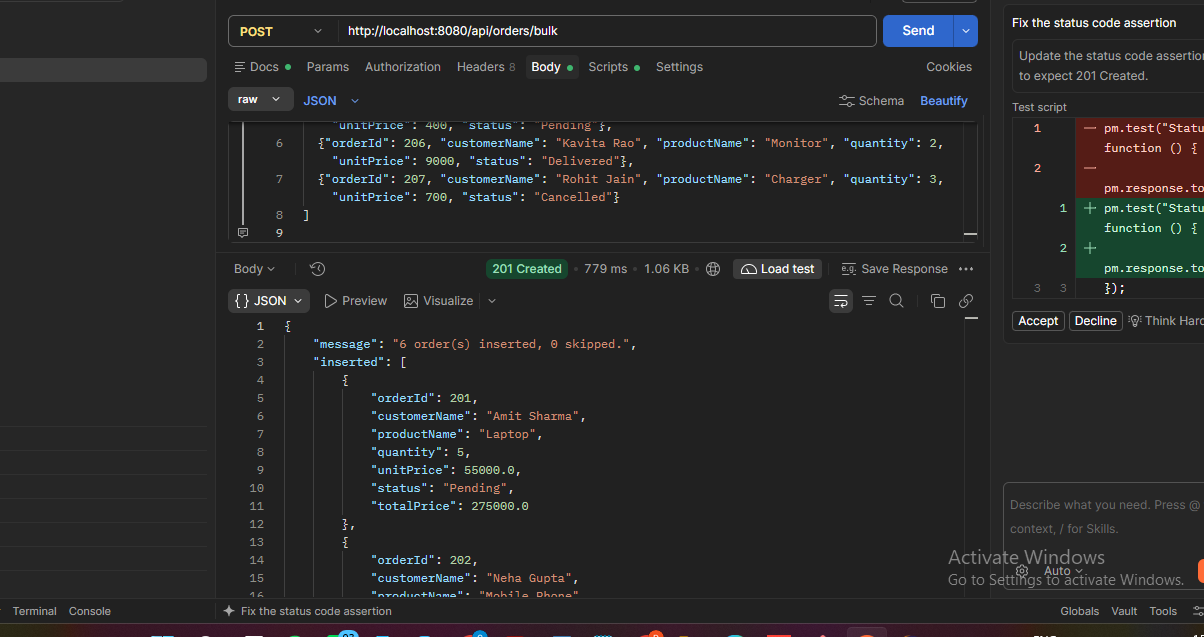 POST
http://localhost:8080/api/orders/bulk
Send
Docs
Params
Authorization
Headers 8
Body
Scripts
Settings
Cookies
raw
JSON
Schema
Beautify
"unitPrice": 400, "status": "Pending"},
6 {"orderId": 206, "customerName": "Kavita Rao", "productName": "Monitor", "quantity": 2,
"unitPrice": 9000, "status": "Delivered"},
7 {"orderId": 207, "customerName": "Rohit Jain", "productName": "Charger", "quantity": 3,
"unitPrice": 700, "status": "Cancelled"}
8 ]
9
Body
201 Created
779 ms
1.06 KB
Load test
e.g. Save Response
{} JSON
Preview
Visualize
1 {
2 "message": "6 order(s) inserted, 0 skipped.",
3 "inserted": [
4 {
5 "orderId": 201,
6 "customerName": "Amit Sharma",
7 "productName": "Laptop",
8 "quantity": 5,
9 "unitPrice": 55000.0,
10 "status": "Pending",
11 "totalPrice": 275000.0
12 },
13 {
14 "orderId": 202,
15 "customerName": "Neha Gupta",
16 "productName": "Mobile Phone"
Fix the status code assertion
Update the status code assertion
to expect 201 Created.
Test script
1 — pm.test("Statu
function () {
2 —
pm.response.to
1 + pm.test("Statu
function () {
2 +
pm.response.to
3 3 });
Accept
Decline
Think Hard
Describe what you need. Press @
context, / for Skills.
Auto
Activate Windows
Go to Settings to activate Windows.
Terminal
Console
Fix the status code assertion
Globals
Vault
Tools